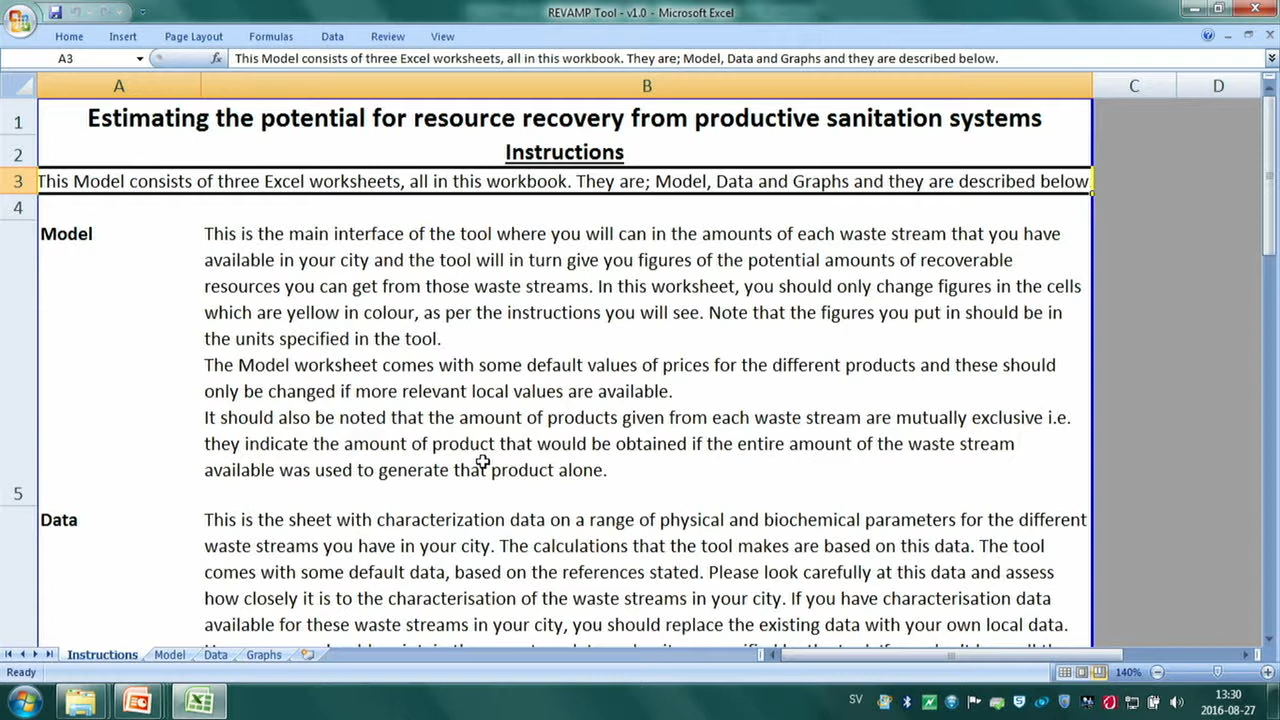 REVAMP Tool - v1.0 - Microsoft Excel
Home Insert Page Layout Formulas Data Review View
A3 fx This Model consists of three Excel worksheets, all in this workbook. They are; Model, Data and Graphs and they are described below.
A B C D
1 Estimating the potential for resource recovery from productive sanitation systems
2 Instructions
3 This Model consists of three Excel worksheets, all in this workbook. They are; Model, Data and Graphs and they are described below
4
Model This is the main interface of the tool where you will can in the amounts of each waste stream that you have
available in your city and the tool will in turn give you figures of the potential amounts of recoverable
resources you can get from those waste streams. In this worksheet, you should only change figures in the cells
which are yellow in colour, as per the instructions you will see. Note that the figures you put in should be in
the units specified in the tool.
The Model worksheet comes with some default values of prices for the different products and these should
only be changed if more relevant local values are available.
It should also be noted that the amount of products given from each waste stream are mutually exclusive i.e.
they indicate the amount of product that would be obtained if the entire amount of the waste stream
available was used to generate that product alone.
5
Data This is the sheet with characterization data on a range of physical and biochemical parameters for the different
waste streams you have in your city. The calculations that the tool makes are based on this data. The tool
comes with some default data, based on the references stated. Please look carefully at this data and assess
how closely it is to the characterisation of the waste streams in your city. If you have characterisation data
available for these waste streams in your city, you should replace the existing data with your own local data.
Instructions Model Data Graphs
Ready 140%
SV 13:30
2016-08-27